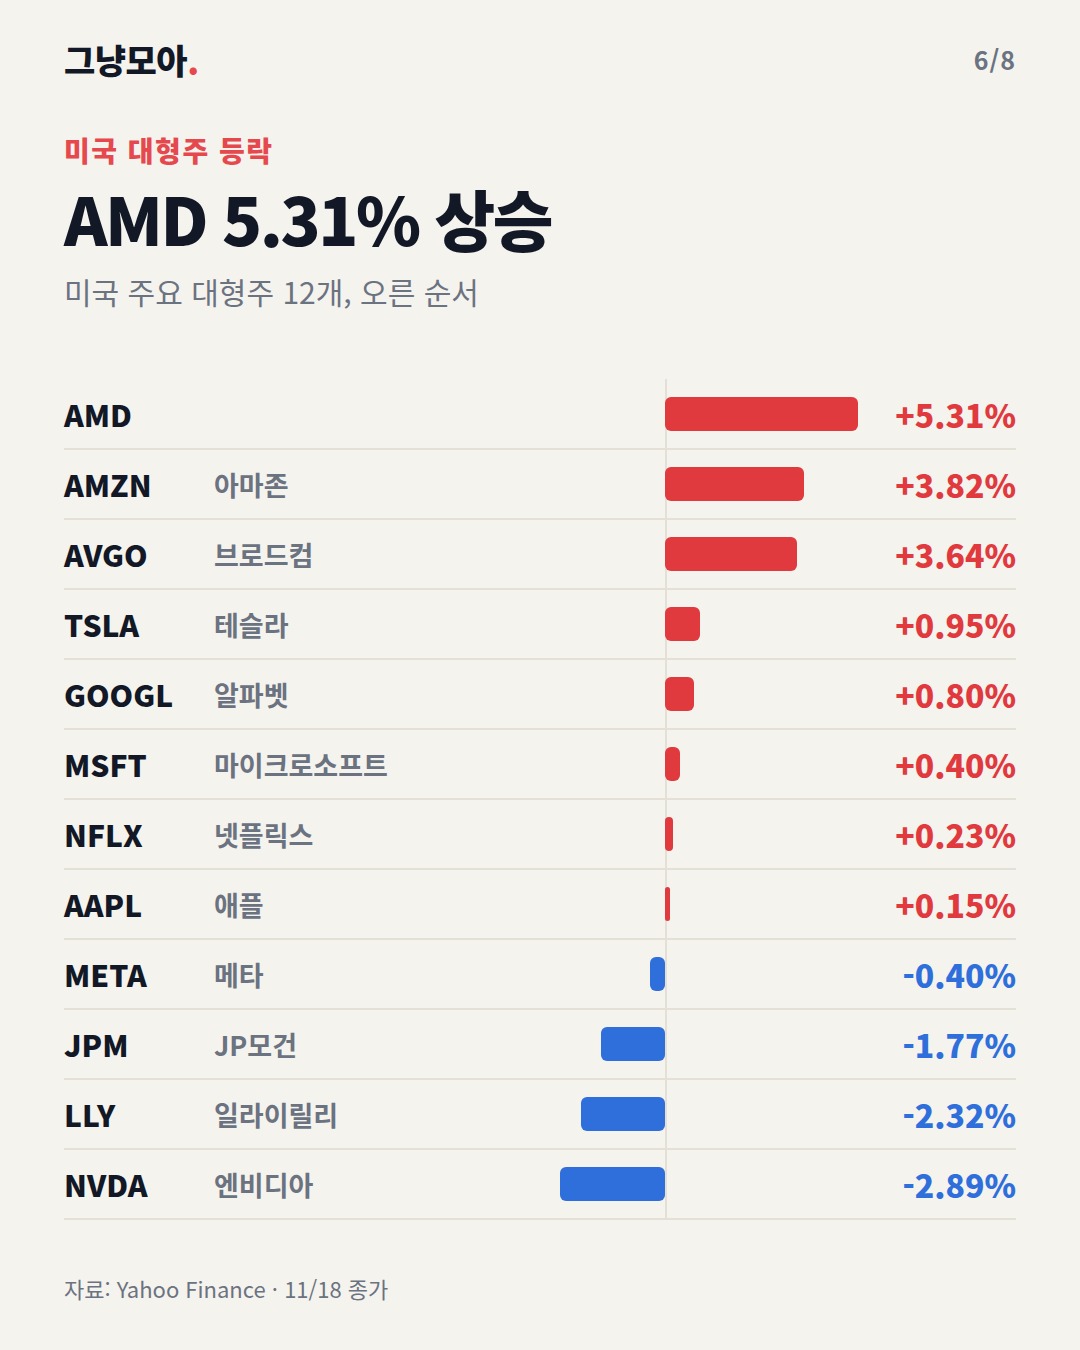 그냥모아.
6/8
미국 대형주 등락
AMD 5.31% 상승
미국 주요 대형주 12개, 오른 순서
AMD +5.31%
AMZN 아마존 +3.82%
AVGO 브로드컴 +3.64%
TSLA 테슬라 +0.95%
GOOGL 알파벳 +0.80%
MSFT 마이크로소프트 +0.40%
NFLX 넷플릭스 +0.23%
AAPL 애플 +0.15%
META 메타 -0.40%
JPM JP모건 -1.77%
LLY 일라이릴리 -2.32%
NVDA 엔비디아 -2.89%
자료: Yahoo Finance · 11/18 종가